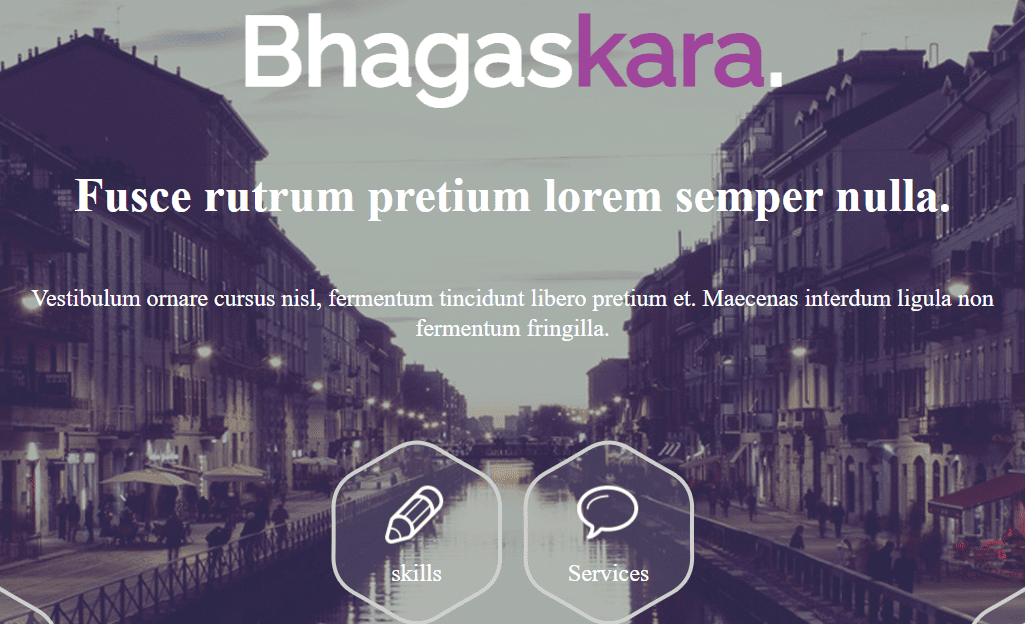 Bhagaskara.
Fusce rutrum pretium lorem semper nulla.
Vestibulum ornare cursus nisl, fermentum tincidunt libero pretium et. Maecenas interdum ligula non
fermentum fringilla.
skills
Services